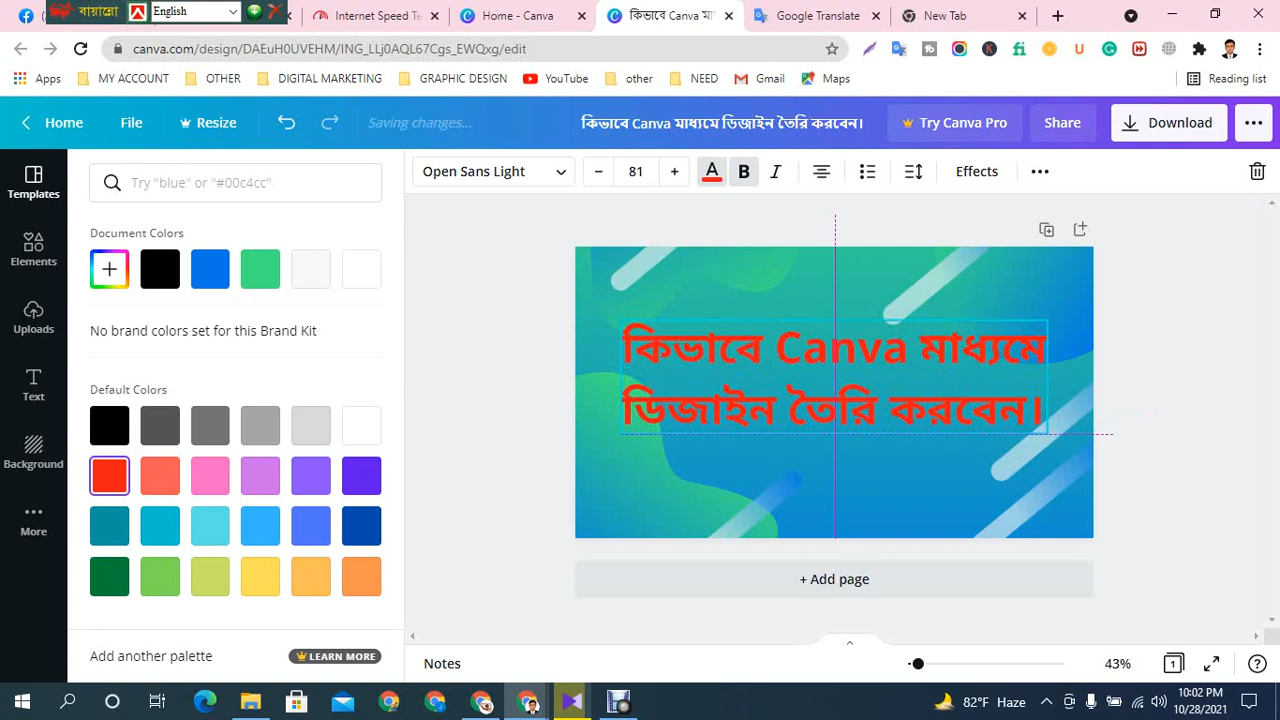 বায়ান্নো
English
Internet Speed Te
Home - Canva
কিভাবে Canva মা
Google Translate
New Tab
canva.com/design/DAEuH0UVEHM/ING_LLj0AQL67Cgs_EWQxg/edit
Apps
MY ACCOUNT
OTHER
DIGITAL MARKETING
GRAPHIC DESIGN
YouTube
other
NEED
Gmail
Maps
Reading list
Home
File
Resize
Saving changes...
কিভাবে Canva মাধ্যমে ডিজাইন তৈরি করবেন।
Try Canva Pro
Share
Download
Templates
Try "blue" or "#00c4cc"
Open Sans Light
81
A
B
I
Effects
Document Colors
Elements
No brand colors set for this Brand Kit
Uploads
কিভাবে Canva মাধ্যমে
ডিজাইন তৈরি করবেন।
Default Colors
Text
Background
More
+ Add page
Add another palette
LEARN MORE
Notes
43%
1
82°F Haze
10:02 PM
10/28/2021